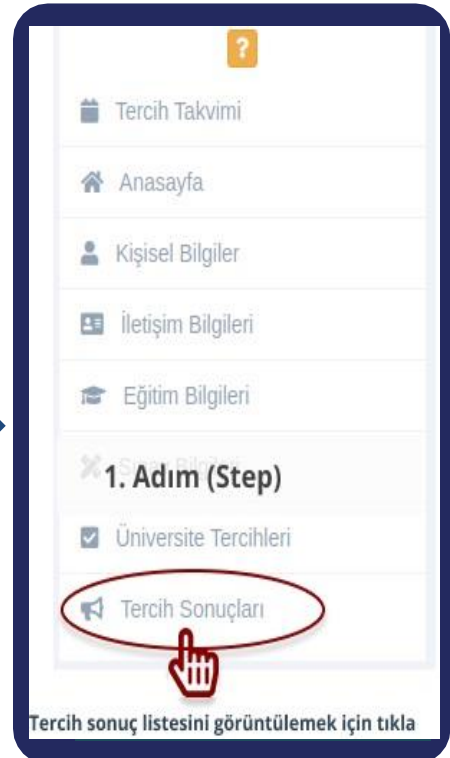 ?
Tercih Takvimi
Anasayfa
Kişisel Bilgiler
İletişim Bilgileri
Eğitim Bilgileri
1. Adım (Step)
Üniversite Tercihleri
Tercih Sonuçları
Tercih sonuç listesini görüntülemek için tıkla